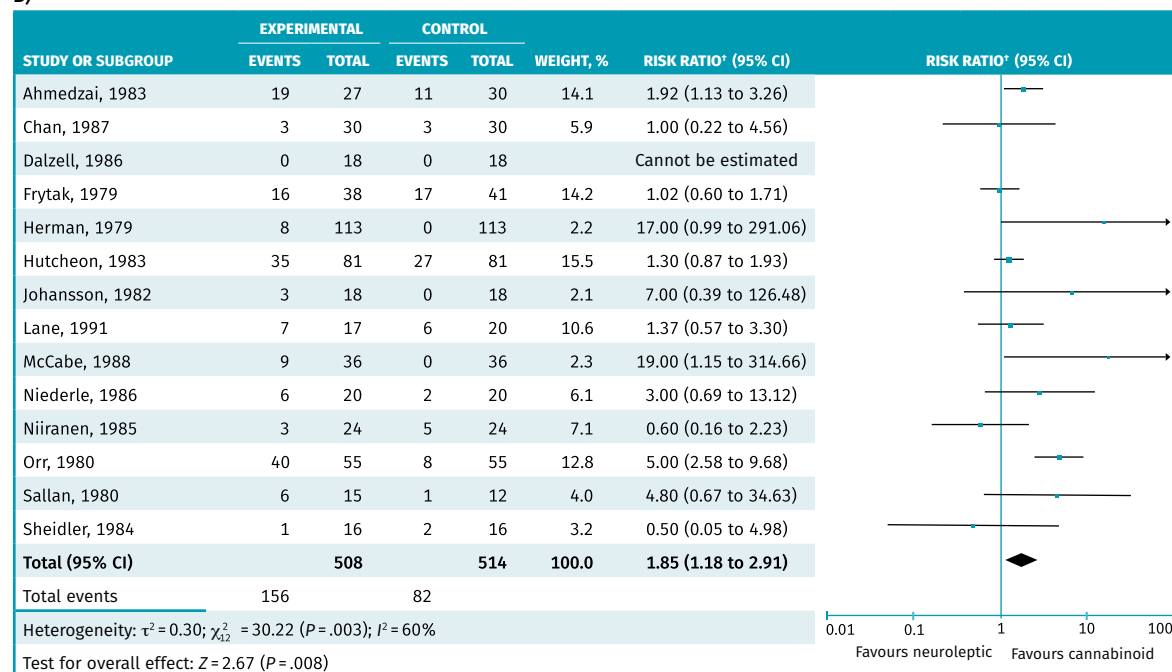 EXPERIMENTAL CONTROL
STUDY OR SUBGROUP EVENTS TOTAL EVENTS TOTAL WEIGHT, % RISK RATIO† (95% CI) RISK RATIO† (95% CI)
Ahmedzai, 1983 19 27 11 30 14.1 1.92 (1.13 to 3.26)
Chan, 1987 3 30 3 30 5.9 1.00 (0.22 to 4.56)
Dalzell, 1986 0 18 0 18 Cannot be estimated
Frytak, 1979 16 38 17 41 14.2 1.02 (0.60 to 1.71)
Herman, 1979 8 113 0 113 2.2 17.00 (0.99 to 291.06)
Hutcheon, 1983 35 81 27 81 15.5 1.30 (0.87 to 1.93)
Johansson, 1982 3 18 0 18 2.1 7.00 (0.39 to 126.48)
Lane, 1991 7 17 6 20 10.6 1.37 (0.57 to 3.30)
McCabe, 1988 9 36 0 36 2.3 19.00 (1.15 to 314.66)
Niederle, 1986 6 20 2 20 6.1 3.00 (0.69 to 13.12)
Niiranen, 1985 3 24 5 24 7.1 0.60 (0.16 to 2.23)
Orr, 1980 40 55 8 55 12.8 5.00 (2.58 to 9.68)
Sallan, 1980 6 15 1 12 4.0 4.80 (0.67 to 34.63)
Sheidler, 1984 1 16 2 16 3.2 0.50 (0.05 to 4.98)
Total (95% CI) 508 514 100.0 1.85 (1.18 to 2.91)
Total events 156 82
Heterogeneity: τ²=0.30; χ²₁₂ =30.22 (P=.003); I²=60%
0.01 0.1 1 10 100
Favours neuroleptic Favours cannabinoid
Test for overall effect: Z=2.67 (P=.008)